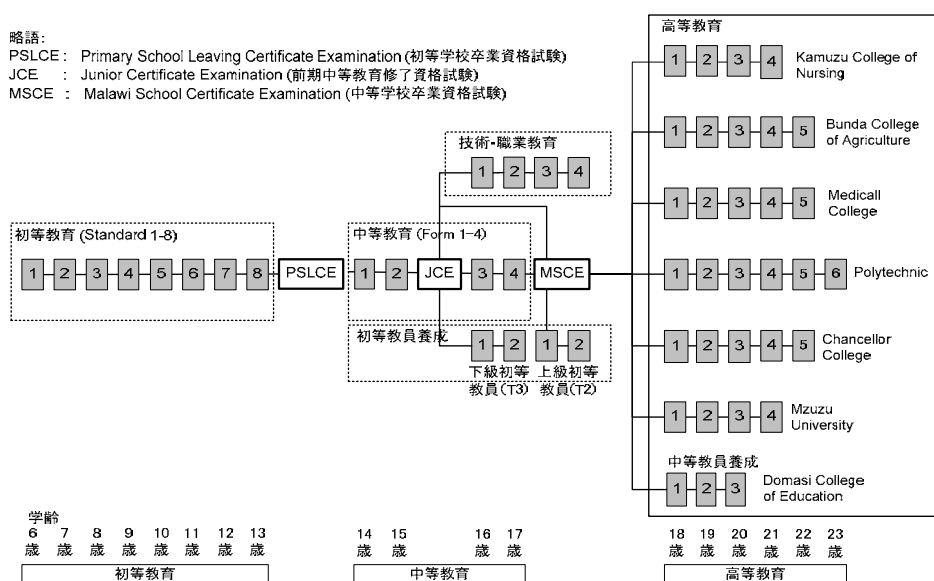 略語:
PSLCE : Primary School Leaving Certificate Examination (初等学校卒業資格試験)
JCE : Junior Certificate Examination (前期中等教育修了資格試験)
MSCE : Malawi School Certificate Examination (中等学校卒業資格試験)
高等教育
1 2 3 4 Kamuzu College of
Nursing
1 2 3 4 5 Bunda College
of Agriculture
技術・職業教育
1 2 3 4
1 2 3 4 5 Medicall
College
初等教育 (Standard 1-8)
1 2 3 4 5 6 7 8 PSLCE
中等教育 (Form 1-4)
1 2 JCE 3 4 MSCE
1 2 3 4 5 6 Polytechnic
初等教員養成
1 2 1 2
下級初等
教員(T3)
上級初等
教員(T2)
1 2 3 4 5 Chancellor
College
1 2 3 4 Mzuzu
University
中等教員養成
1 2 3 Domasi College
of Education
学齢
6 7 8 9 10 11 12 13 14 15 16 17 18 19 20 21 22 23
歳 歳 歳 歳 歳 歳 歳 歳 歳 歳 歳 歳 歳 歳 歳 歳 歳 歳
初等教育 中等教育 高等教育